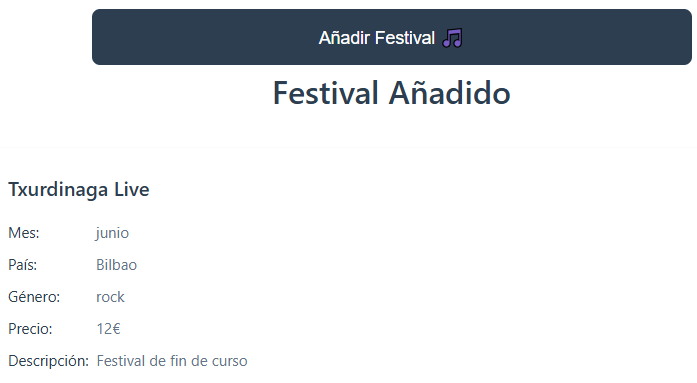 Añadir Festival 🎵
Festival Añadido
Txurdinaga Live
Mes: junio
País: Bilbao
Género: rock
Precio: 12€
Descripción: Festival de fin de curso